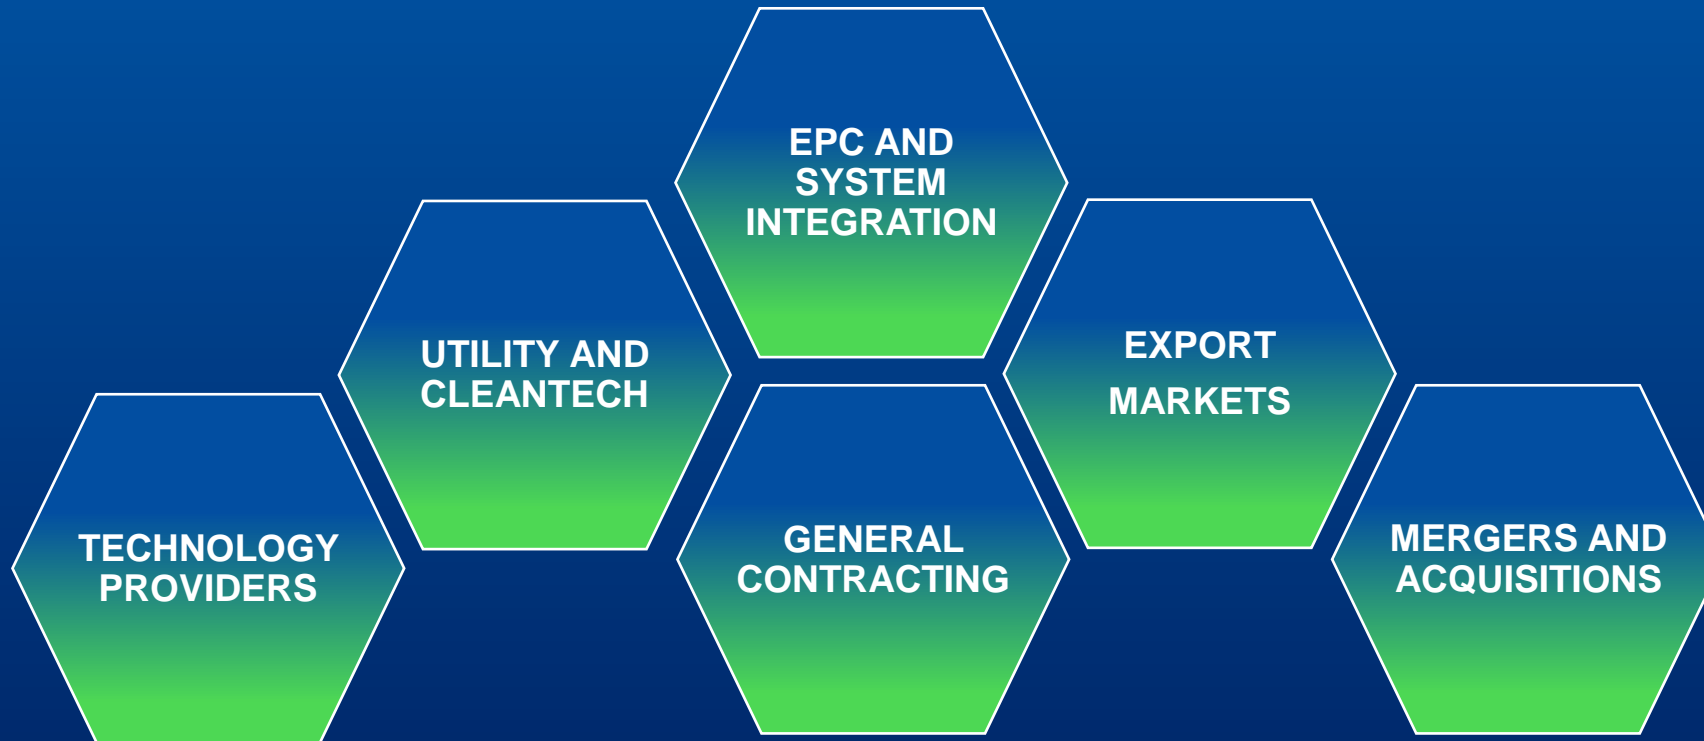 EPC AND
SYSTEM
INTEGRATION
UTILITY AND
CLEANTECH
EXPORT
MARKETS
TECHNOLOGY
PROVIDERS
GENERAL
CONTRACTING
MERGERS AND
ACQUISITIONS